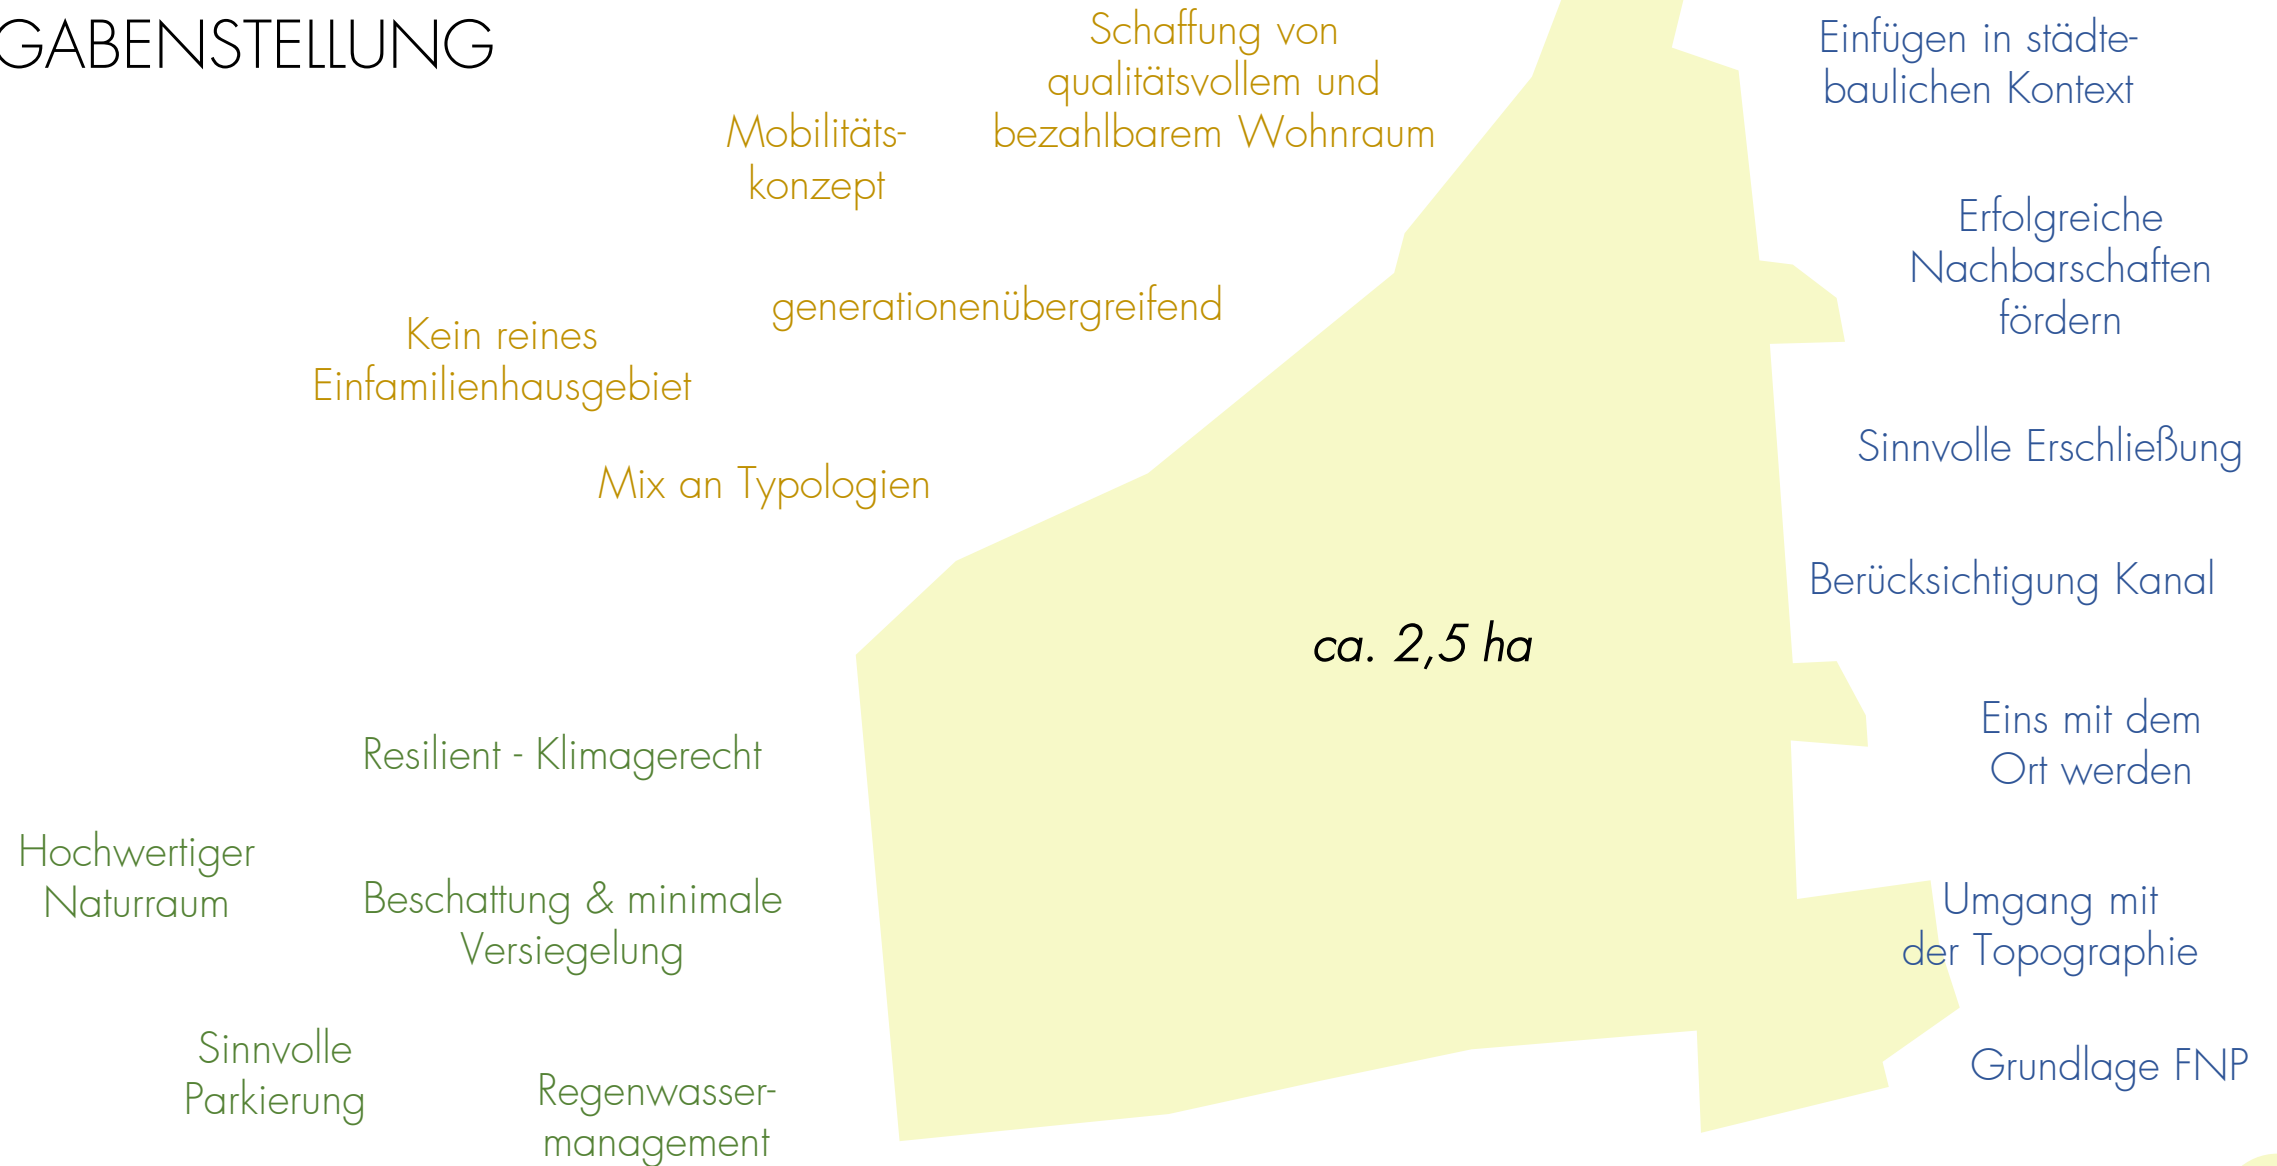 GABENSTELLUNG
Schaffung von
qualitätsvollem und
bezahlbarem Wohnraum
Mobilitäts-
konzept
generationenübergreifend
Kein reines
Einfamilienhausgebiet
Mix an Typologien
ca. 2,5 ha
Resilient - Klimagerecht
Hochwertiger
Naturraum
Beschattung & minimale
Versiegelung
Sinnvolle
Parkierung
Regenwasser-
management
Einfügen in städte-
baulichen Kontext
Erfolgreiche
Nachbarschaften
fördern
Sinnvolle Erschließung
Berücksichtigung Kanal
Eins mit dem
Ort werden
Umgang mit
der Topographie
Grundlage FNP